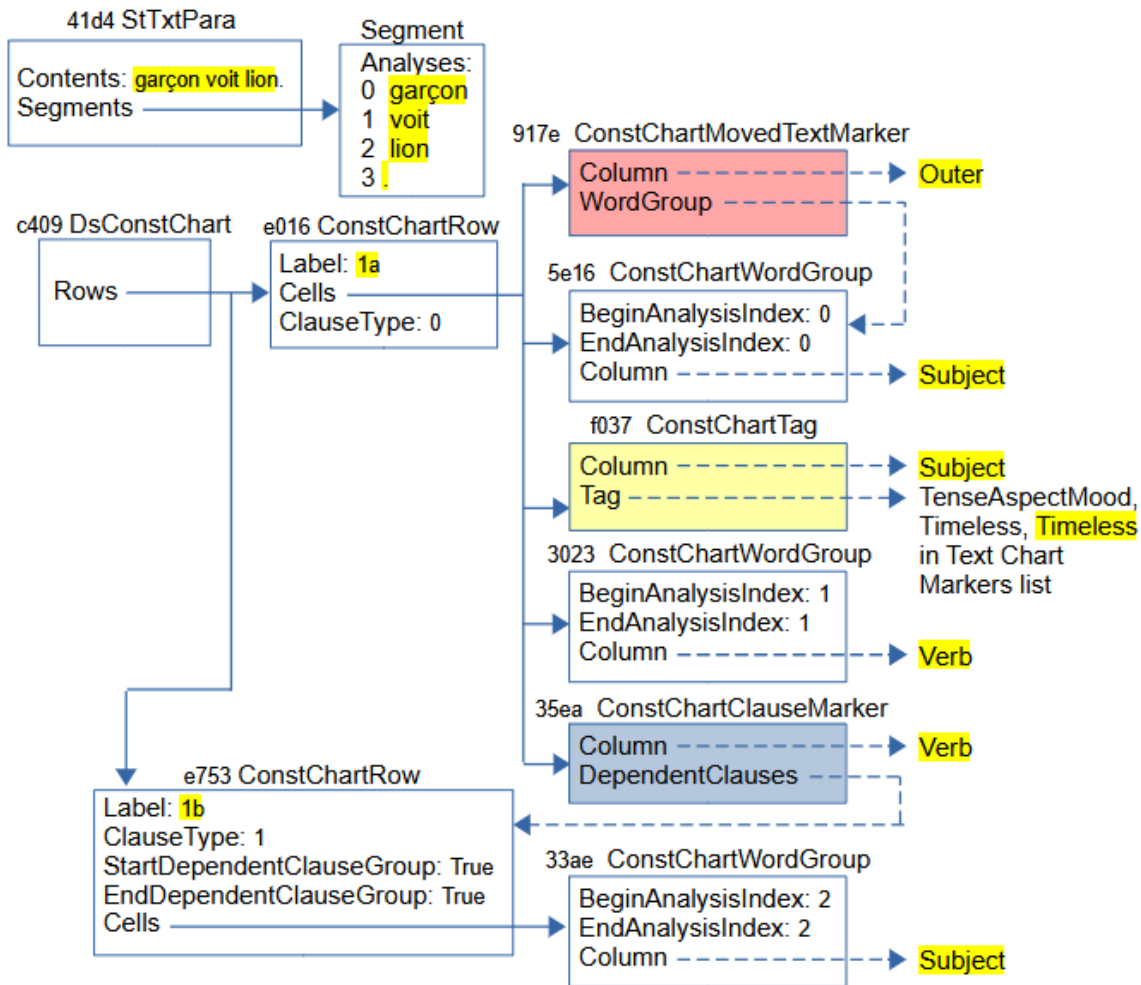 41d4 StTxtPara
Contents: garçon voit lion.
Segments
Segment
Analyses:
0 garçon
1 voit
2 lion
3 .
c409 DsConstChart
Rows
e016 ConstChartRow
Label: 1a
Cells
ClauseType: 0
917e ConstChartMovedTextMarker
Column
Outer
WordGroup
5e16 ConstChartWordGroup
BeginAnalysisIndex: 0
EndAnalysisIndex: 0
Column
Subject
f037 ConstChartTag
Column
Subject
Tag
TenseAspectMood,
Timeless, Timeless
in Text Chart
Markers list
3023 ConstChartWordGroup
BeginAnalysisIndex: 1
EndAnalysisIndex: 1
Column
Verb
35ea ConstChartClauseMarker
Column
Verb
DependentClauses
e753 ConstChartRow
Label: 1b
ClauseType: 1
StartDependentClauseGroup: True
EndDependentClauseGroup: True
Cells
33ae ConstChartWordGroup
BeginAnalysisIndex: 2
EndAnalysisIndex: 2
Column
Subject